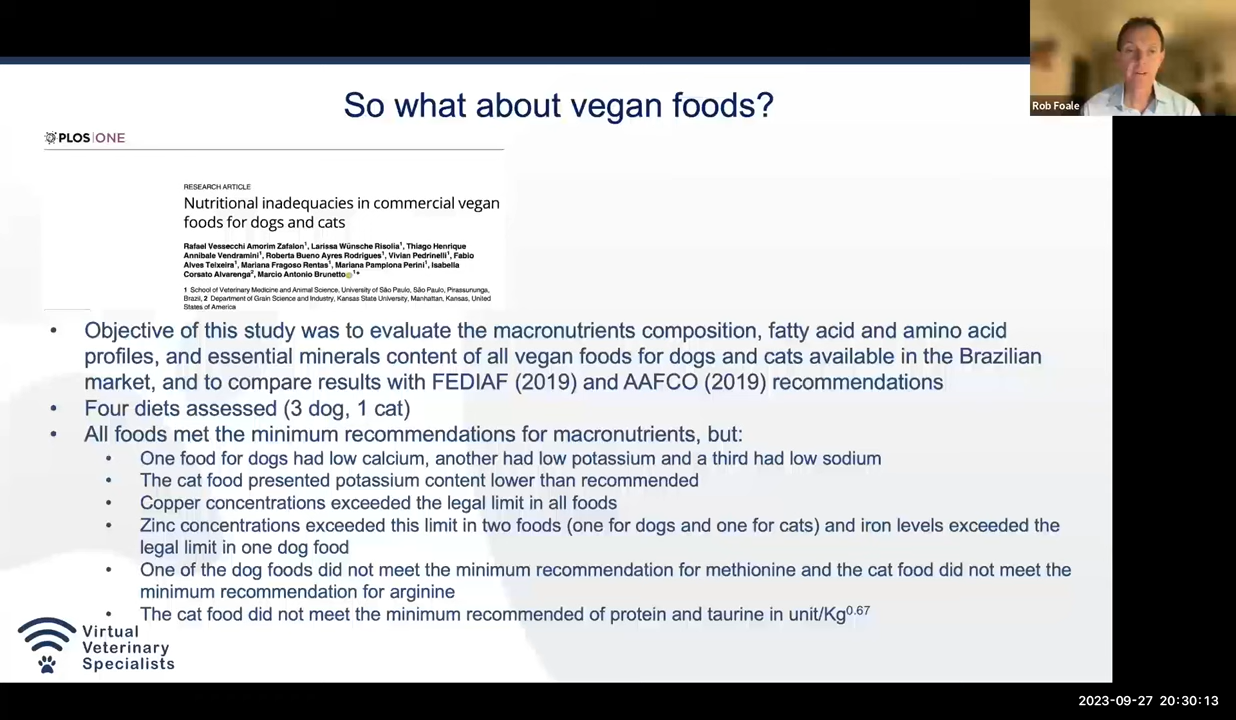 Rob Foale
So what about vegan foods?
PLOS ONE
RESEARCH ARTICLE
Nutritional inadequacies in commercial vegan
foods for dogs and cats
Rafael Vessecchi Amorim Zafalon1, Larissa Wünsche Risolia1, Thiago Henrique
Annibale Vendramini1, Roberta Bueno Ayres Rodrigues1, Vivian Pedrinelli1, Fabio
Alves Teixeira1, Mariana Fragoso Rentas1, Mariana Pamplona Perini1, Isabella
Corsato Alvarenga2, Marcio Antonio Brunetto1*
1 School of Veterinary Medicine and Animal Science, University of São Paulo, São Paulo, Pirassununga,
Brazil, 2 Department of Grain Science and Industry, Kansas State University, Manhattan, Kansas, United
States of America
• Objective of this study was to evaluate the macronutrients composition, fatty acid and amino acid
profiles, and essential minerals content of all vegan foods for dogs and cats available in the Brazilian
market, and to compare results with FEDIAF (2019) and AAFCO (2019) recommendations
• Four diets assessed (3 dog, 1 cat)
• All foods met the minimum recommendations for macronutrients, but:
• One food for dogs had low calcium, another had low potassium and a third had low sodium
• The cat food presented potassium content lower than recommended
• Copper concentrations exceeded the legal limit in all foods
• Zinc concentrations exceeded this limit in two foods (one for dogs and one for cats) and iron levels exceeded the
legal limit in one dog food
• One of the dog foods did not meet the minimum recommendation for methionine and the cat food did not meet the
minimum recommendation for arginine
• The cat food did not meet the minimum recommended of protein and taurine in unit/Kg0.67
Virtual
Veterinary
Specialists
2023-09-27 20:30:13